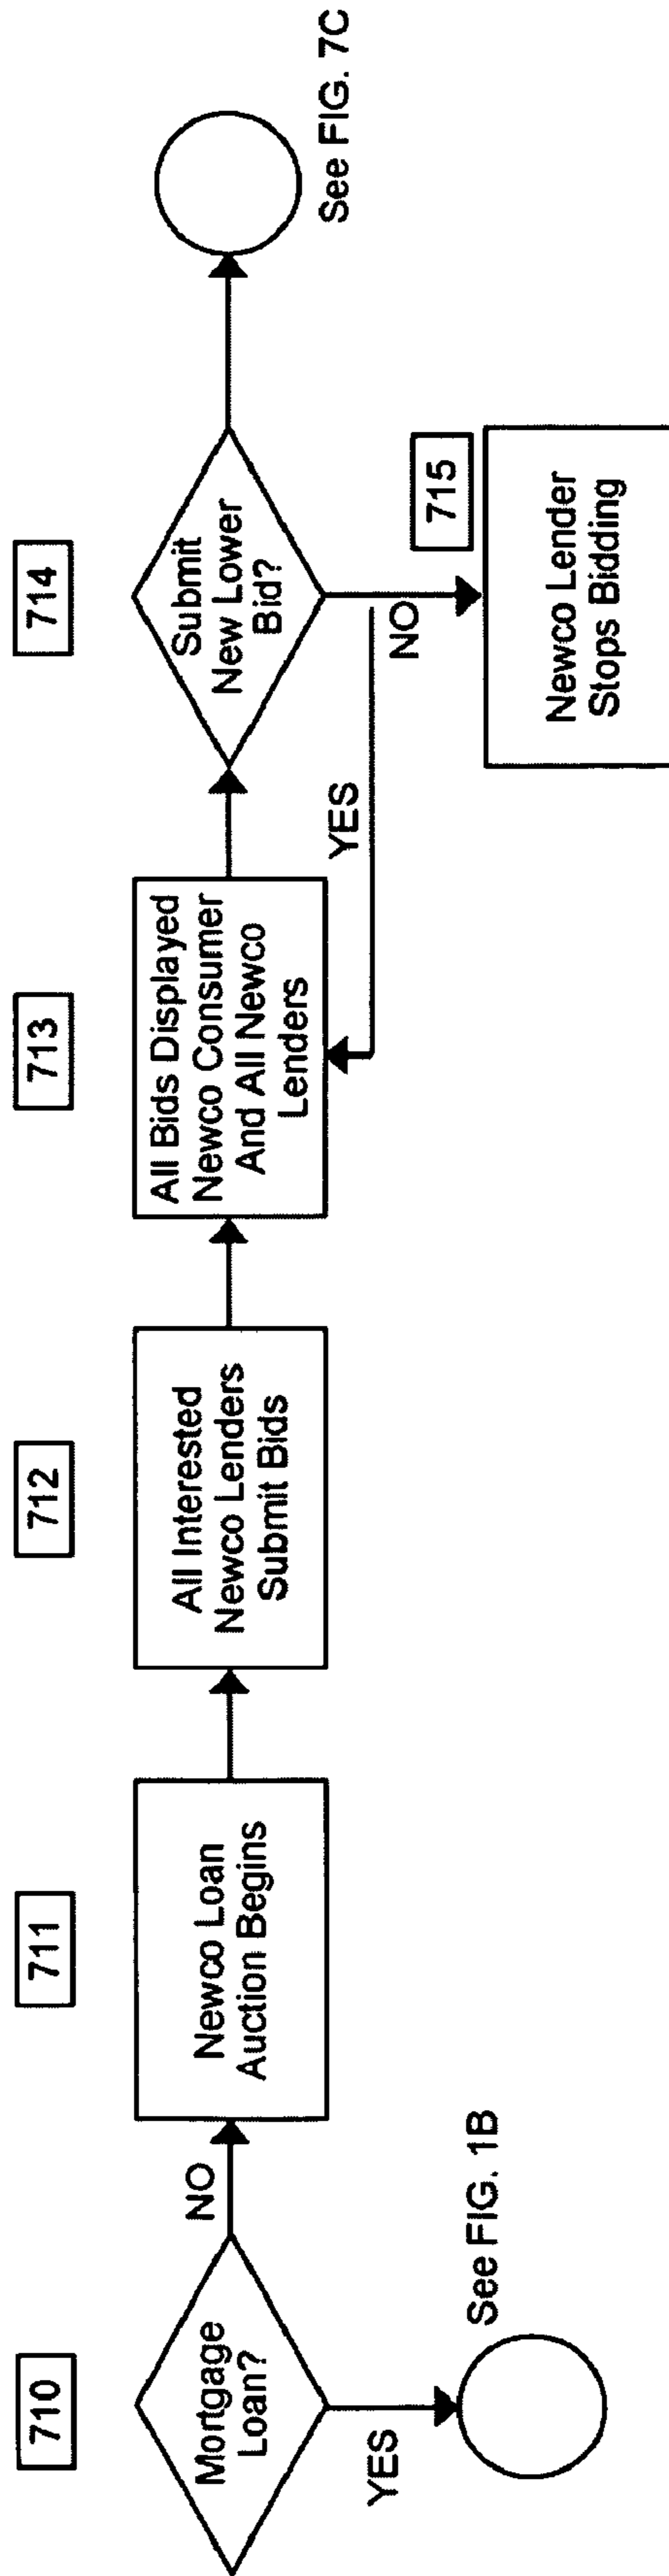 710
Mortgage
Loan?
YES
See FIG. 1B
NO
711
Newco Loan
Auction Begins
712
All Interested
Newco Lenders
Submit Bids
713
All Bids Displayed
Newco Consumer
And All Newco
Lenders
714
Submit
New Lower
Bid?
YES
NO
715
Newco Lender
Stops Bidding
See FIG. 7C